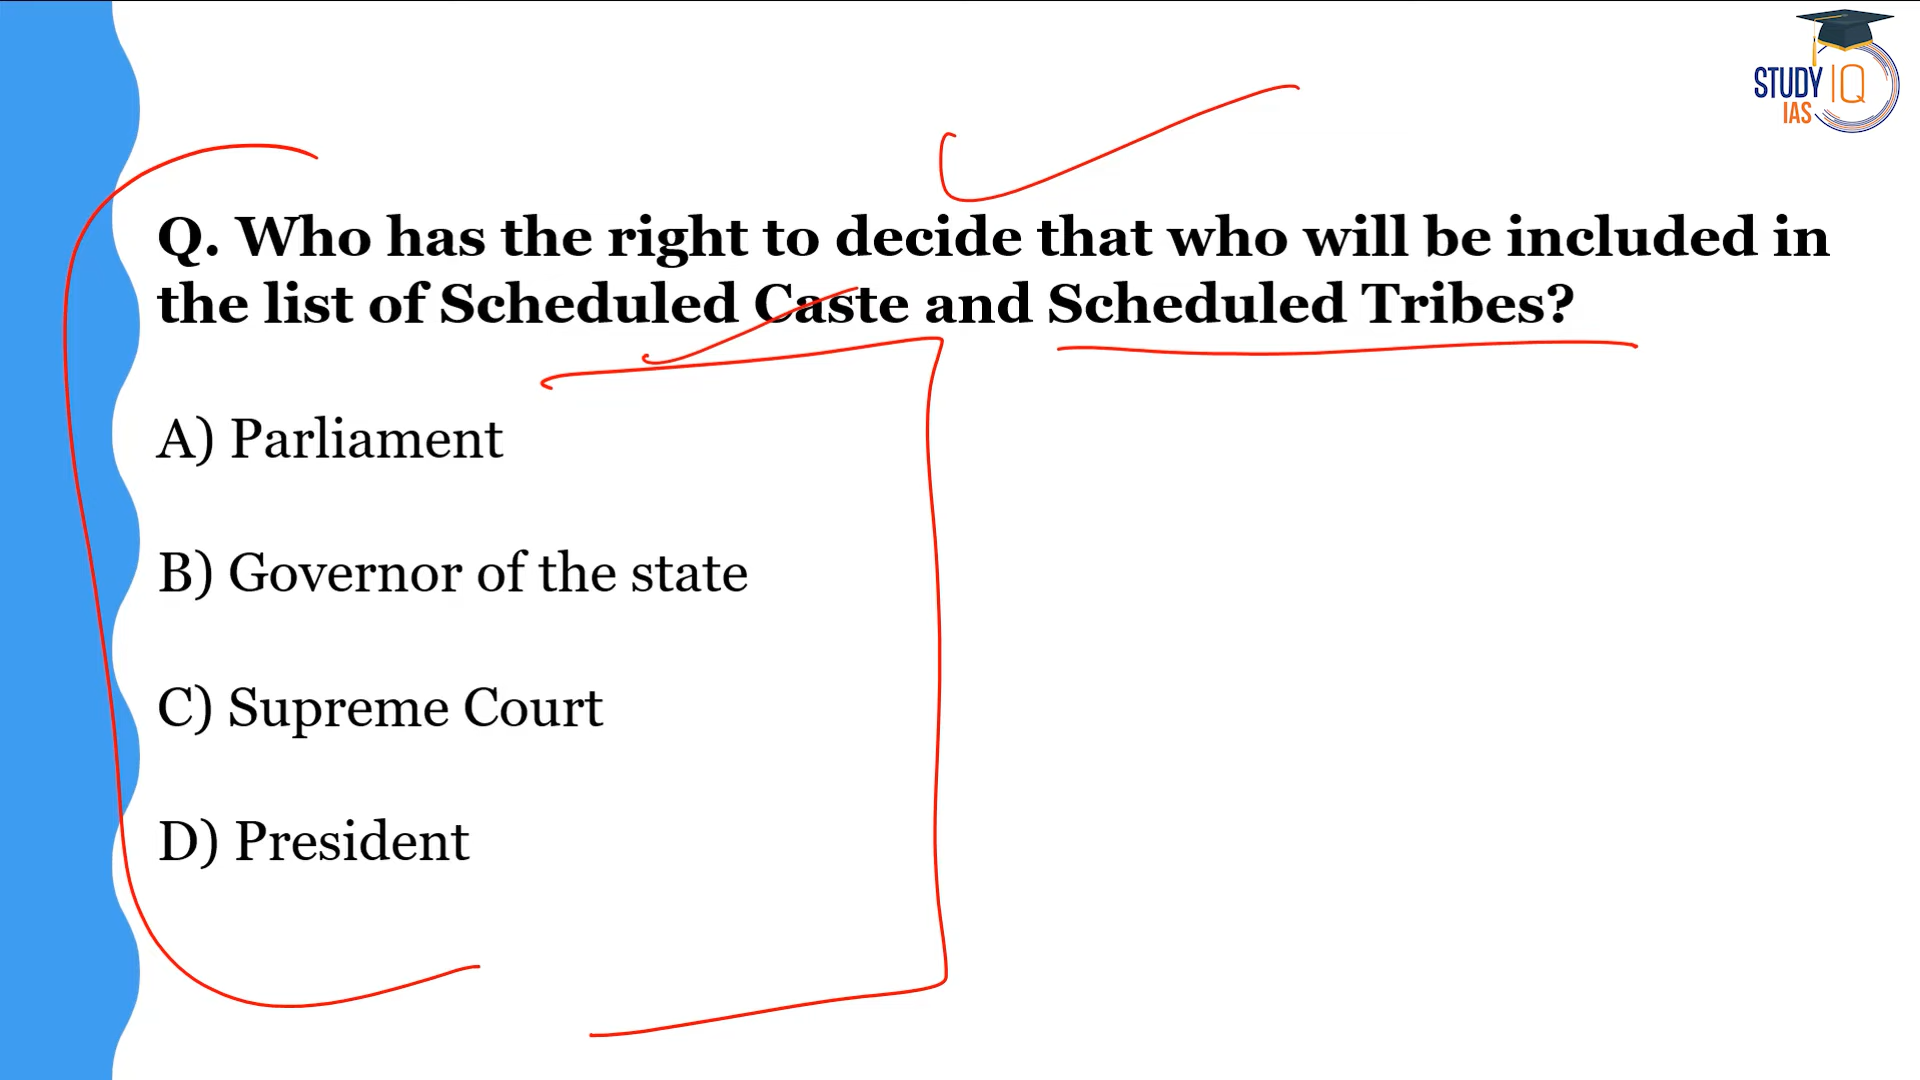 STUDY IQ
IAS
Q. Who has the right to decide that who will be included in
the list of Scheduled Caste and Scheduled Tribes?
A) Parliament
B) Governor of the state
C) Supreme Court
D) President